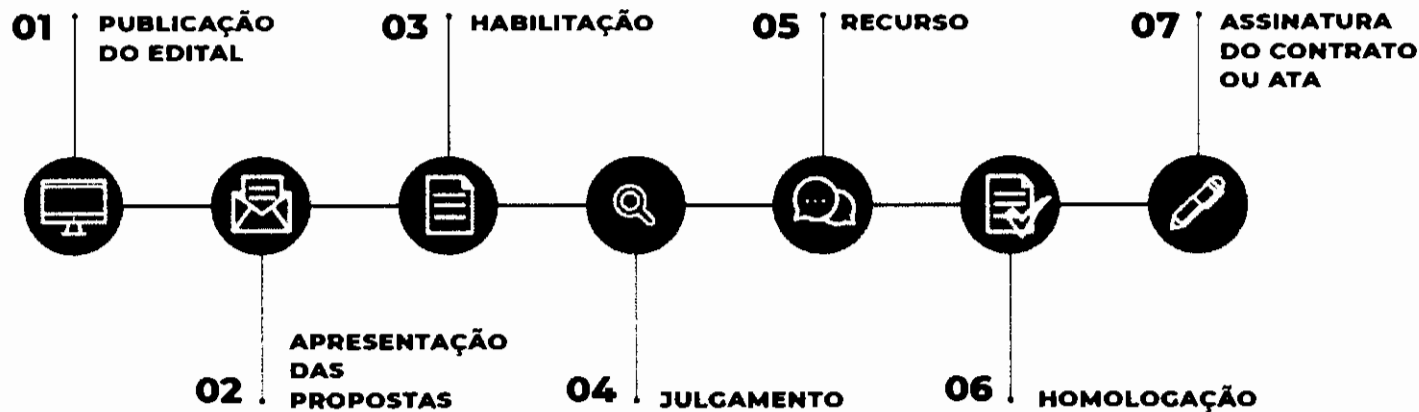 01 PUBLICAÇÃO
DO EDITAL
02 APRESENTAÇÃO
DAS
PROPOSTAS
03 HABILITAÇÃO
04 JULGAMENTO
05 RECURSO
06 HOMOLOGAÇÃO
07 ASSINATURA
DO CONTRATO
OU ATA